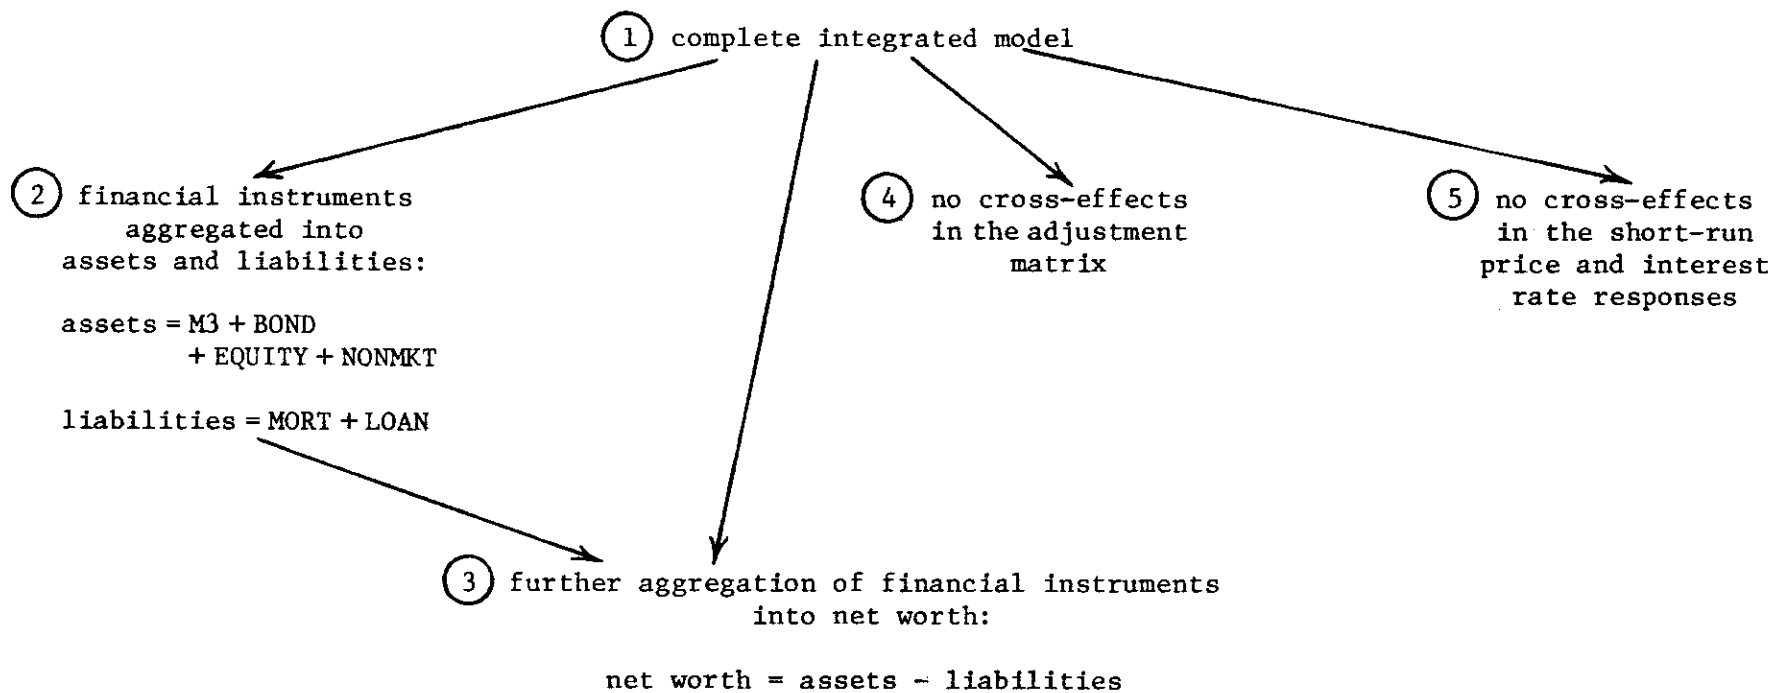 1 complete integrated model
2 financial instruments
aggregated into
assets and liabilities:
assets = M3 + BOND
+ EQUITY + NONMKT
liabilities = MORT + LOAN
4 no cross-effects
in the adjustment
matrix
5 no cross-effects
in the short-run
price and interest
rate responses
3 further aggregation of financial instruments
into net worth:
net worth = assets - liabilities